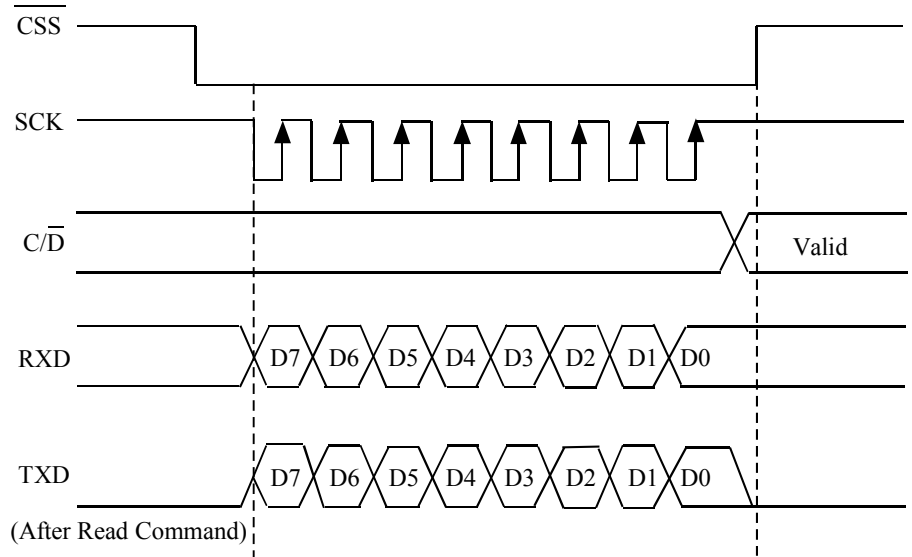 CSS
SCK
C/D
Valid
RXD
D7 D6 D5 D4 D3 D2 D1 D0
TXD
D7 D6 D5 D4 D3 D2 D1 D0
(After Read Command)